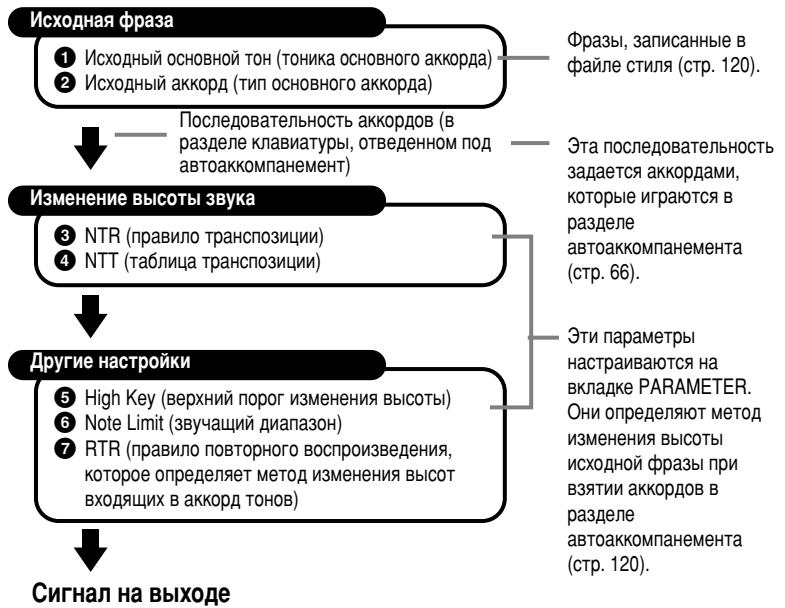 Исходная фраза
❶ Исходный основной тон (тоника основного аккорда)
❷ Исходный аккорд (тип основного аккорда)
Фразы, записанные в
файле стиля (стр. 120).
Последовательность аккордов (в
разделе клавиатуры, отведенном под
автоаккомпанемент)
Эта последовательность
задается аккордами,
которые играются в
разделе
автоаккомпанемента
(стр. 66).
Изменение высоты звука
❸ NTR (правило транспозиции)
❹ NTT (таблица транспозиции)
Эти параметры
настраиваются на
вкладке PARAMETER.
Они определяют метод
изменения высоты
исходной фразы при
взятии аккордов в
разделе
автоаккомпанемента
(стр. 120).
Другие настройки
❺ High Key (верхний порог изменения высоты)
❻ Note Limit (звучащий диапазон)
❼ RTR (правило повторного воспроизведения,
которое определяет метод изменения высот
входящих в аккорд тонов)
Сигнал на выходе